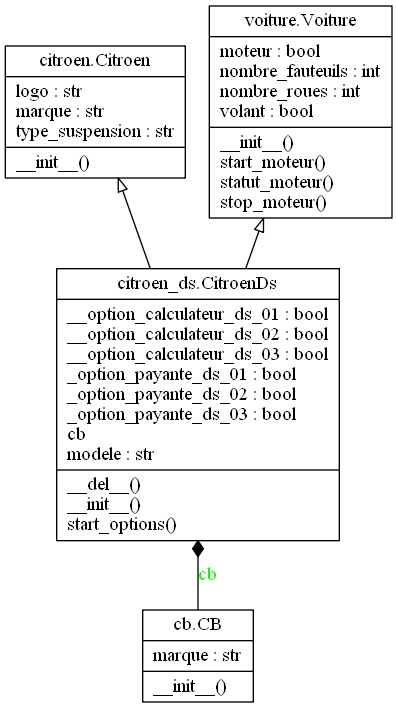 citroen.Citroen
logo : str
marque : str
type_suspension : str
__init__()
voiture.Voiture
moteur : bool
nombre_fauteuils : int
nombre_roues : int
volant : bool
__init__()
start_moteur()
statut_moteur()
stop_moteur()
citroen_ds.CitroenDs
__option_calculateur_ds_01 : bool
__option_calculateur_ds_02 : bool
__option_calculateur_ds_03 : bool
_option_payante_ds_01 : bool
_option_payante_ds_02 : bool
_option_payante_ds_03 : bool
cb
modele : str
__del__()
__init__()
start_options()
cb
cb.CB
marque : str
__init__()